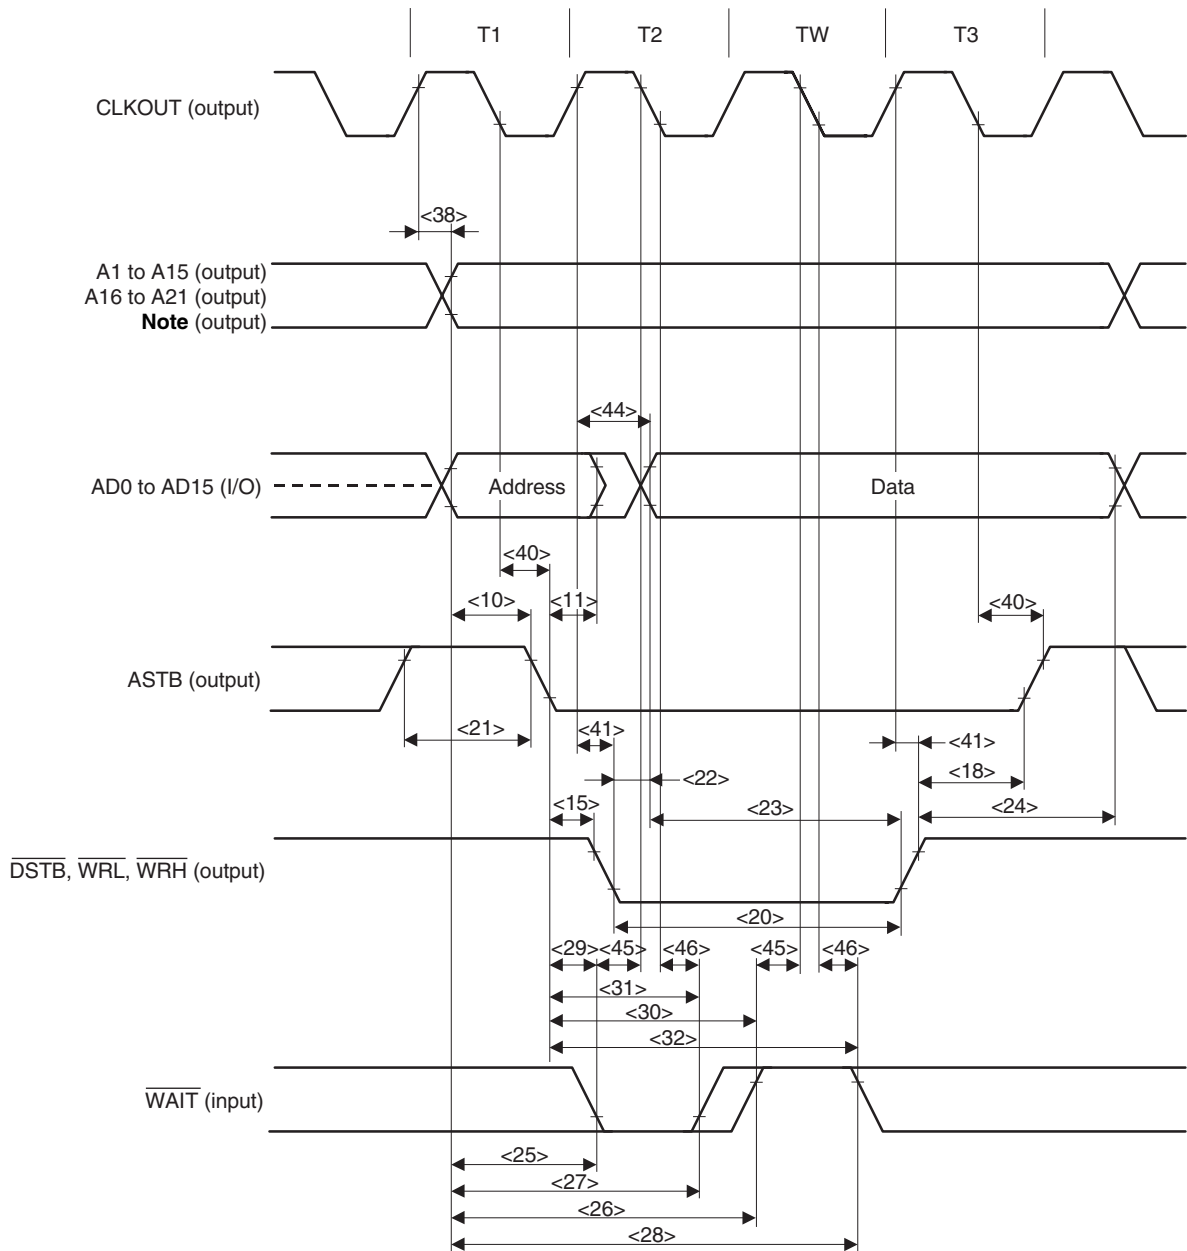 T1 T2 TW T3
CLKOUT (output)
<38>
A1 to A15 (output)
A16 to A21 (output)
Note (output)
<44>
AD0 to AD15 (I/O) Address Data
<40>
<10> <11> <40>
ASTB (output)
<21> <41> <41>
<22> <18>
<15> <23> <24>
DSTB, WRL, WRH (output)
<20>
<29> <45> <46> <45> <46>
<31>
<30>
<32>
WAIT (input)
<25>
<27>
<26>
<28>